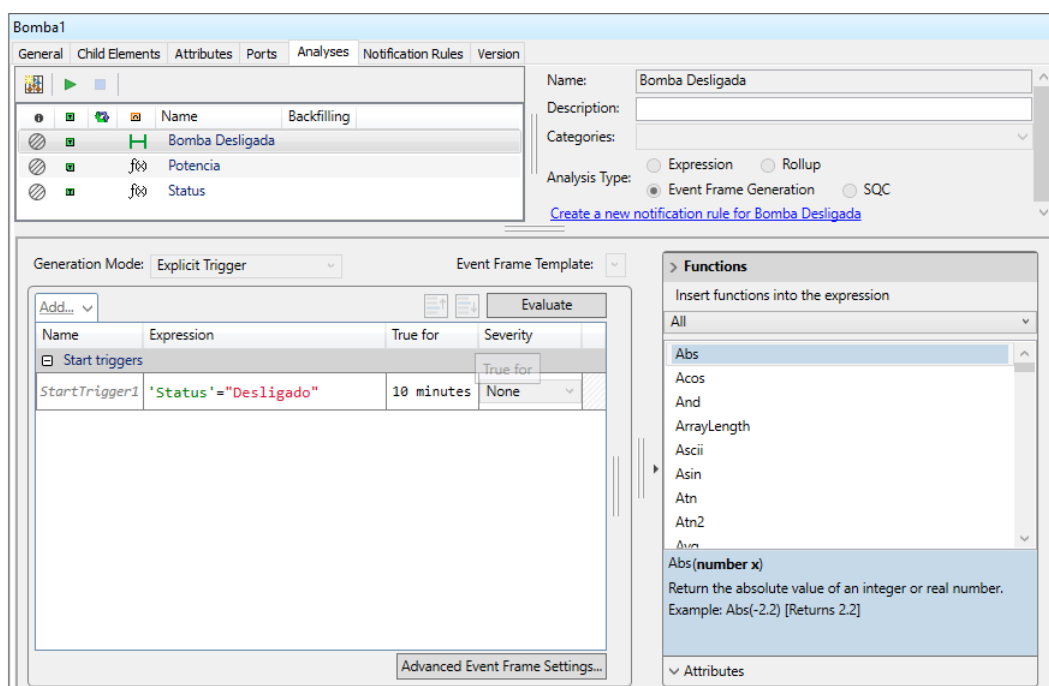 Bomba1
General Child Elements Attributes Ports Analyses Notification Rules Version
Name: Bomba Desligada
Description:
Categories:
Analysis Type: Expression Rollup
Event Frame Generation SQC
Create a new notification rule for Bomba Desligada
Name Backfilling
Bomba Desligada
f(x) Potencia
f(x) Status
Generation Mode: Explicit Trigger Event Frame Template:
Add... Evaluate
Name Expression True for Severity
Start triggers
True for
StartTrigger1 'Status'="Desligado" 10 minutes None
Advanced Event Frame Settings...
Functions
Insert functions into the expression
All
Abs
Acos
And
ArrayLength
Ascii
Asin
Atn
Atn2
Avg
Abs(number x)
Return the absolute value of an integer or real number.
Example: Abs(-2.2) [Returns 2.2]
Attributes